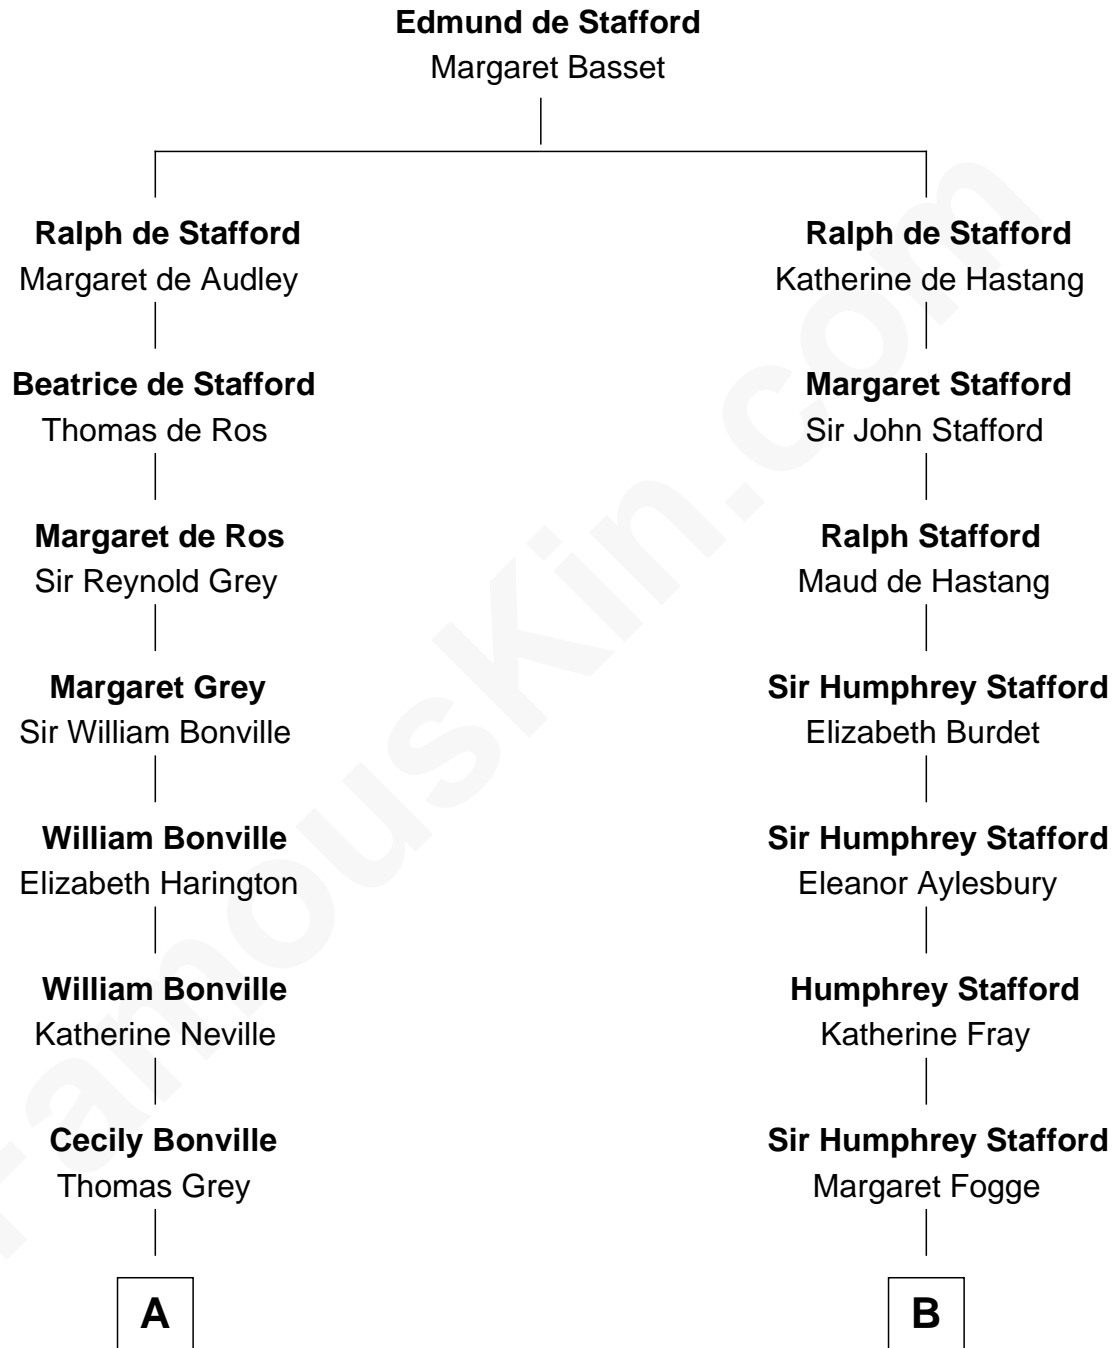 Edmund de Stafford
Margaret Basset
Ralph de Stafford
Margaret de Audley
Beatrice de Stafford
Thomas de Ros
Margaret de Ros
Sir Reynold Grey
Margaret Grey
Sir William Bonville
William Bonville
Elizabeth Harington
William Bonville
Katherine Neville
Cecily Bonville
Thomas Grey
A
Ralph de Stafford
Katherine de Hastang
Margaret Stafford
Sir John Stafford
Ralph Stafford
Maud de Hastang
Sir Humphrey Stafford
Elizabeth Burdet
Sir Humphrey Stafford
Eleanor Aylesbury
Humphrey Stafford
Katherine Fray
Sir Humphrey Stafford
Margaret Fogge
B
FamousKin.com